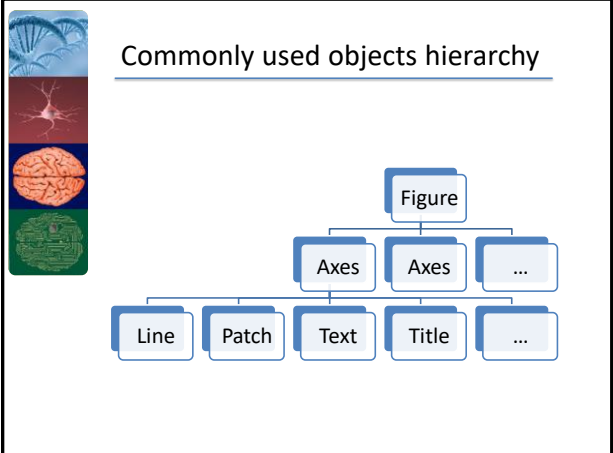 Commonly used objects hierarchy
Figure
Axes Axes ...
Line Patch Text Title ...